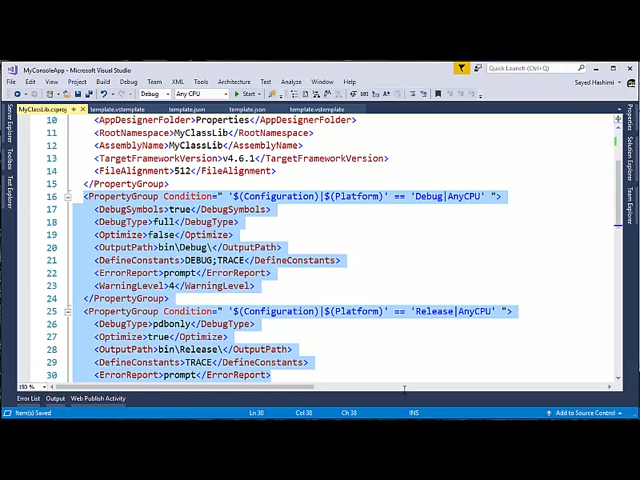 MyConsoleApp - Microsoft Visual Studio
Quick Launch (Ctrl+Q)
File Edit View Project Build Debug Team XML Tools Architecture Test Analyze Window Help
Sayed Hashimi
Debug Any CPU Start
MyClassLib.csproj template.vstemplate template.json template.json template.vstemplate
Server Explorer
Toolbox
Test Explorer
10 <AppDesignerFolder>Properties</AppDesignerFolder>
11 <RootNamespace>MyClassLib</RootNamespace>
12 <AssemblyName>MyClassLib</AssemblyName>
13 <TargetFrameworkVersion>v4.6.1</TargetFrameworkVersion>
14 <FileAlignment>512</FileAlignment>
15 </PropertyGroup>
16 <PropertyGroup Condition=" '$(Configuration)|$(Platform)' == 'Debug|AnyCPU' ">
17 <DebugSymbols>true</DebugSymbols>
18 <DebugType>full</DebugType>
19 <Optimize>false</Optimize>
20 <OutputPath>bin\Debug\</OutputPath>
21 <DefineConstants>DEBUG;TRACE</DefineConstants>
22 <ErrorReport>prompt</ErrorReport>
23 <WarningLevel>4</WarningLevel>
24 </PropertyGroup>
25 <PropertyGroup Condition=" '$(Configuration)|$(Platform)' == 'Release|AnyCPU' ">
26 <DebugType>pdbonly</DebugType>
27 <Optimize>true</Optimize>
28 <OutputPath>bin\Release\</OutputPath>
29 <DefineConstants>TRACE</DefineConstants>
30 <ErrorReport>prompt</ErrorReport>
Properties
Solution Explorer
Team Explorer
150 %
Error List Output Web Publish Activity
Item(s) Saved Ln 30 Col 38 Ch 38 INS Add to Source Control